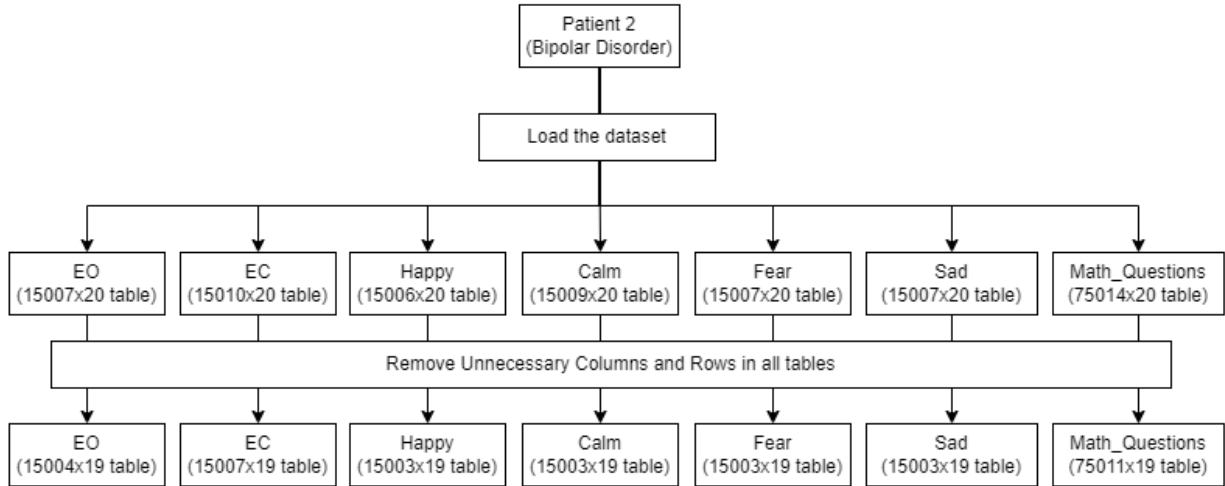 Patient 2
(Bipolar Disorder)
Load the dataset
EO
(15007x20 table)
EC
(15010x20 table)
Happy
(15006x20 table)
Calm
(15009x20 table)
Fear
(15007x20 table)
Sad
(15007x20 table)
Math_Questions
(75014x20 table)
Remove Unnecessary Columns and Rows in all tables
EO
(15004x19 table)
EC
(15007x19 table)
Happy
(15003x19 table)
Calm
(15003x19 table)
Fear
(15003x19 table)
Sad
(15003x19 table)
Math_Questions
(75011x19 table)